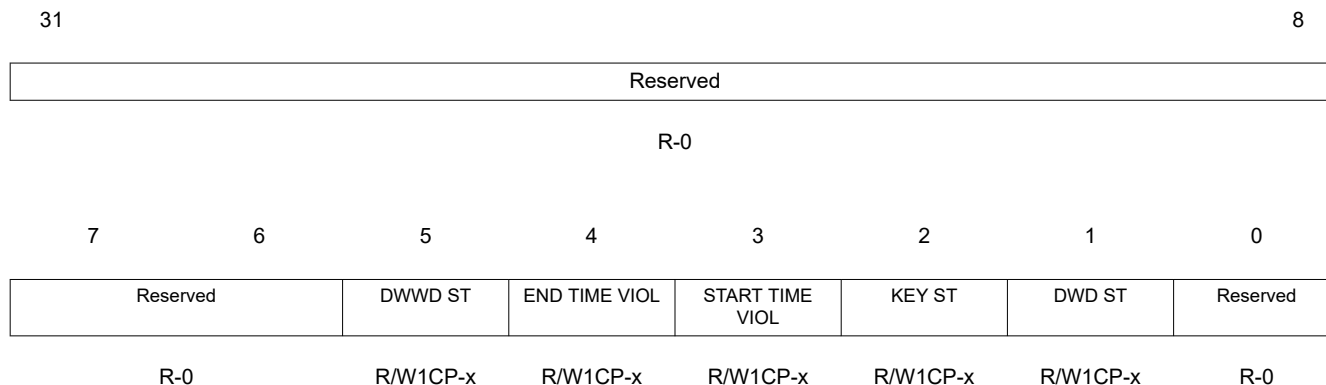 31 8
Reserved
R-0
7 6 5 4 3 2 1 0
Reserved DWWD ST END TIME VIOL START TIME VIOL KEY ST DWD ST Reserved
R-0 R/W1CP-x R/W1CP-x R/W1CP-x R/W1CP-x R/W1CP-x R-0